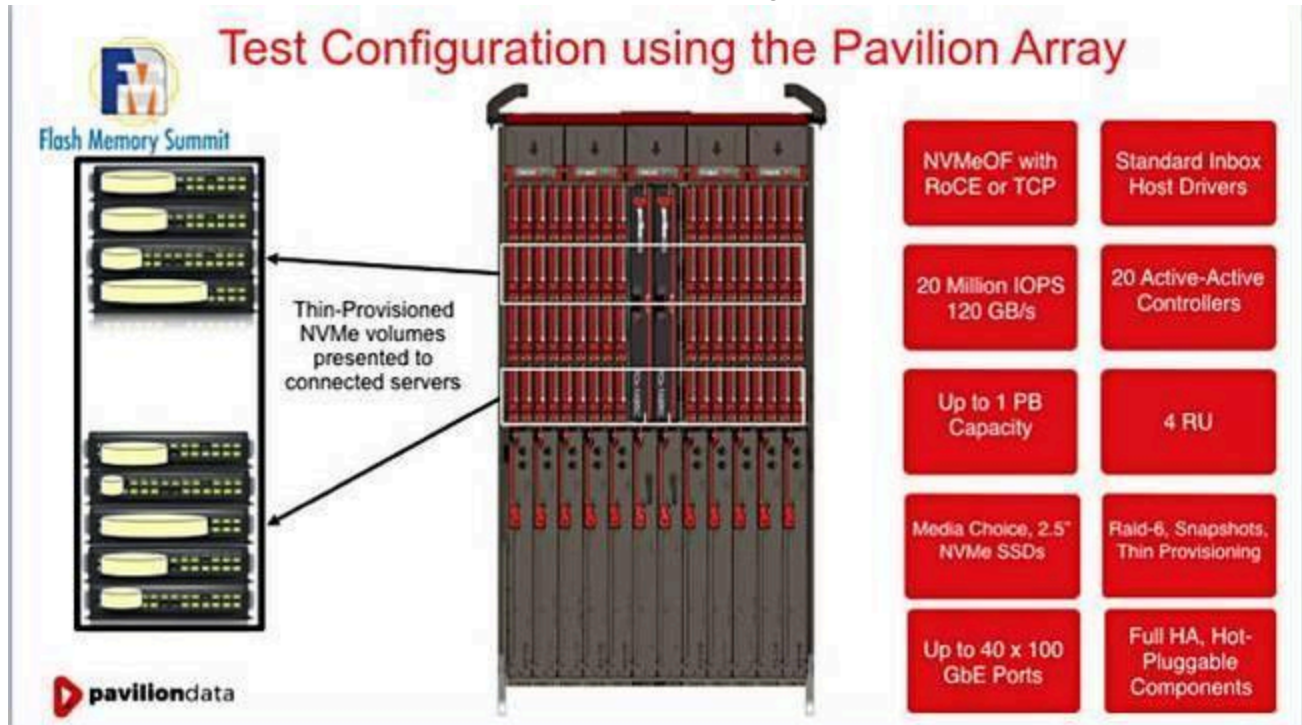 Test Configuration using the Pavilion Array
Flash Memory Summit
Thin-Provisioned
NVMe volumes
presented to
connected servers
NVMeOF with
RoCE or TCP
Standard Inbox
Host Drivers
20 Million IOPS
120 GB/s
20 Active-Active
Controllers
Up to 1 PB
Capacity
4 RU
Media Choice, 2.5"
NVMe SSDs
Raid-6, Snapshots,
Thin Provisioning
Up to 40 x 100
GbE Ports
Full HA, Hot-
Pluggable
Components
paviliondata